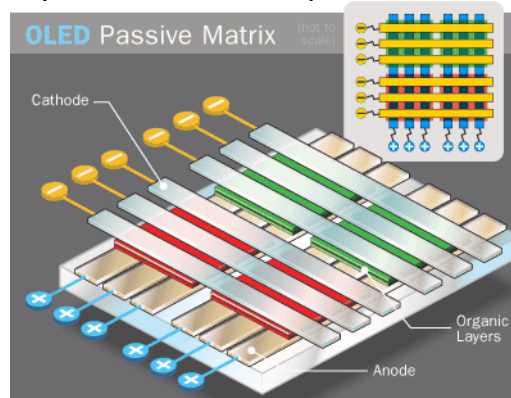 OLED Passive Matrix (not to
scale)
Cathode
Organic
Layers
Anode